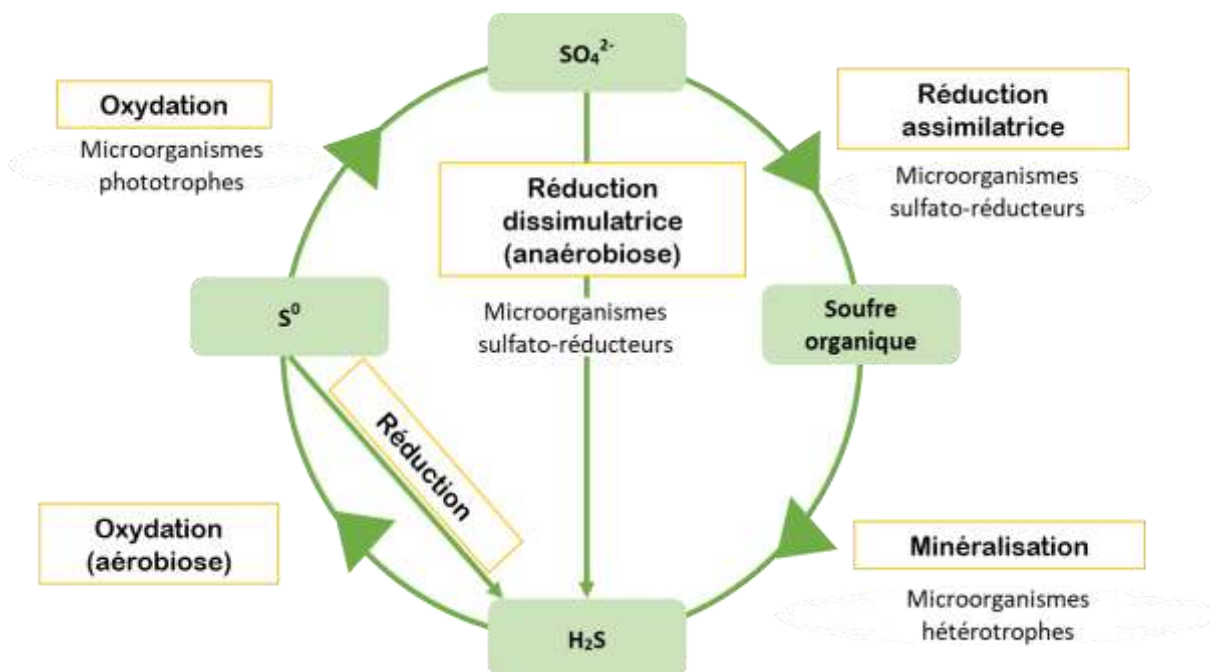 SO₄²⁻
Oxydation
Microorganismes
phototrophes
Réduction
assimilatrice
Microorganismes
sulfato-réducteurs
Réduction
dissimulatrice
(anaérobiose)
Microorganismes
sulfato-réducteurs
S⁰
Soufre
organique
Réduction
Oxydation
(aérobiose)
Minéralisation
Microorganismes
hétérotrophes
H₂S